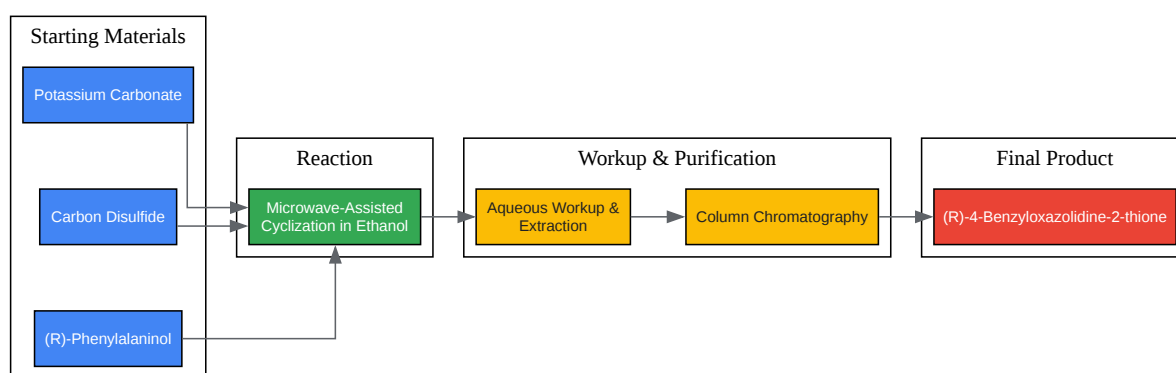 Starting Materials
Potassium Carbonate
Carbon Disulfide
(R)-Phenylalaninol
Reaction
Microwave-Assisted
Cyclization in Ethanol
Workup & Purification
Aqueous Workup &
Extraction
Column Chromatography
Final Product
(R)-4-Benzyloxazolidine-2-thione